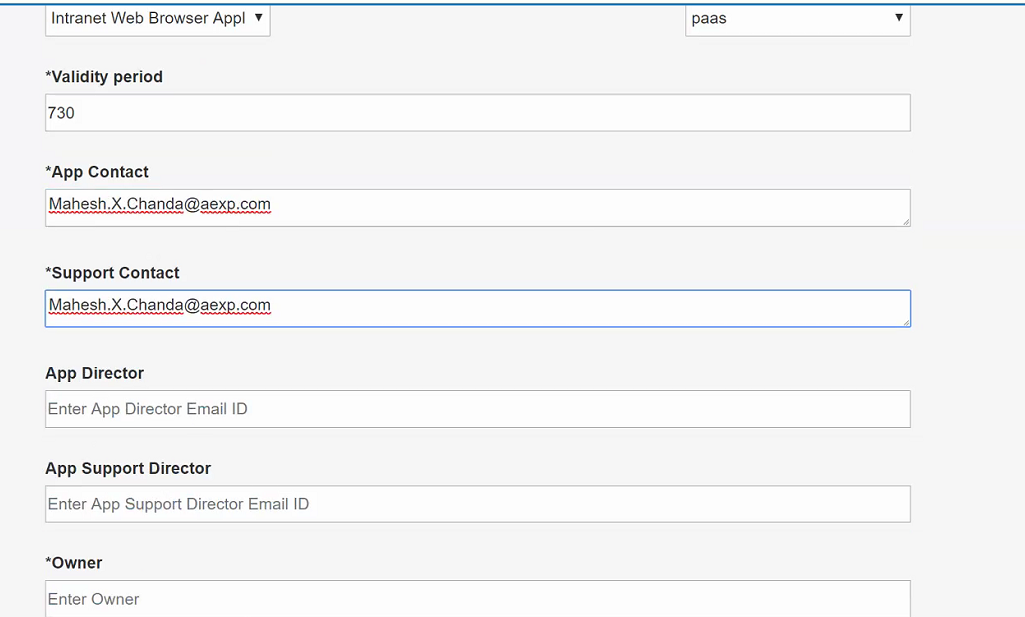 Intranet Web Browser Appl paas
*Validity period
730
*App Contact
Mahesh.X.Chanda@aexp.com
*Support Contact
Mahesh.X.Chanda@aexp.com
App Director
Enter App Director Email ID
App Support Director
Enter App Support Director Email ID
*Owner
Enter Owner